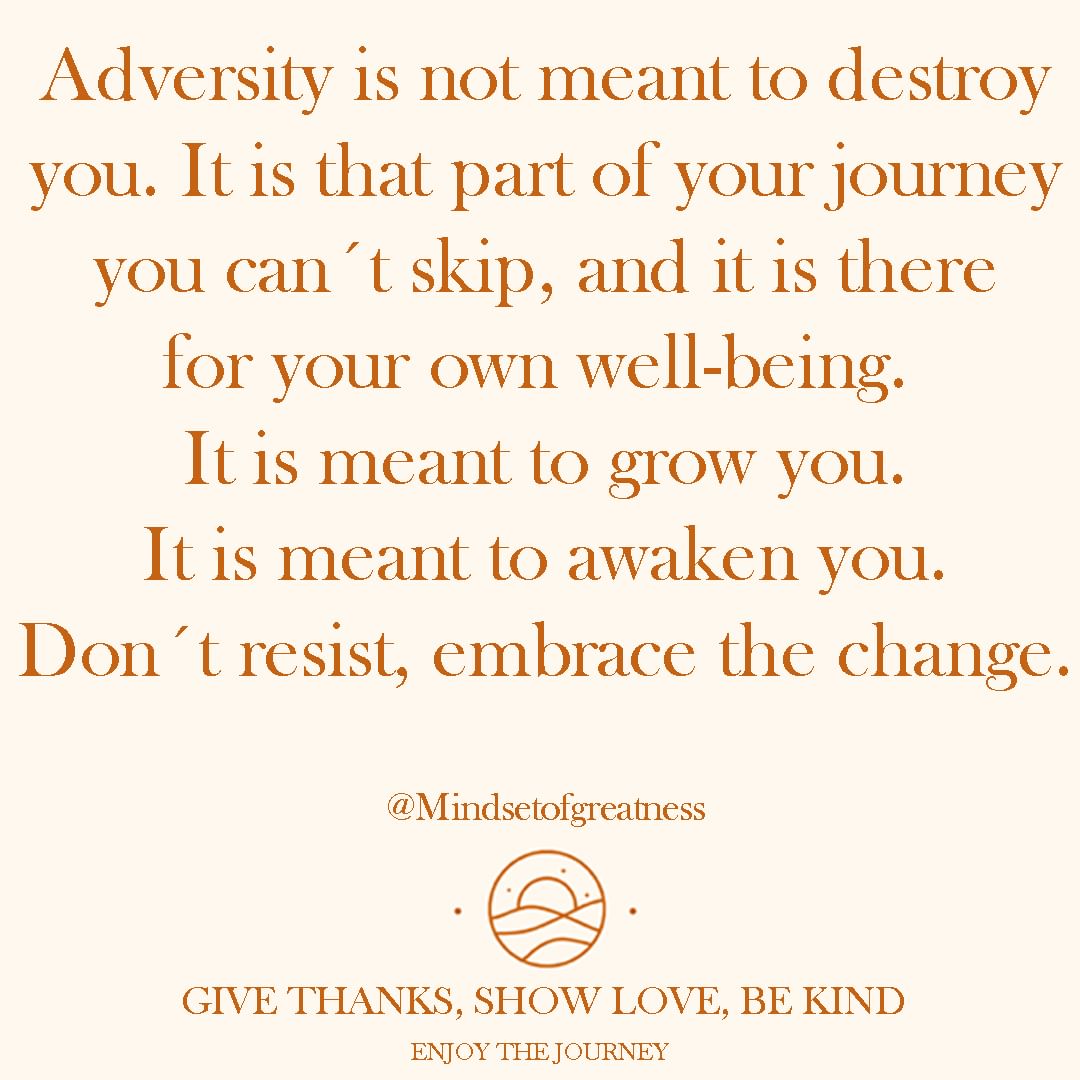 Adversity is not meant to destroy
you. It is that part of your journey
you can´t skip, and it is there
for your own well-being.
It is meant to grow you.
It is meant to awaken you.
Don´t resist, embrace the change.
@Mindsetofgreatness
GIVE THANKS, SHOW LOVE, BE KIND
ENJOY THE JOURNEY